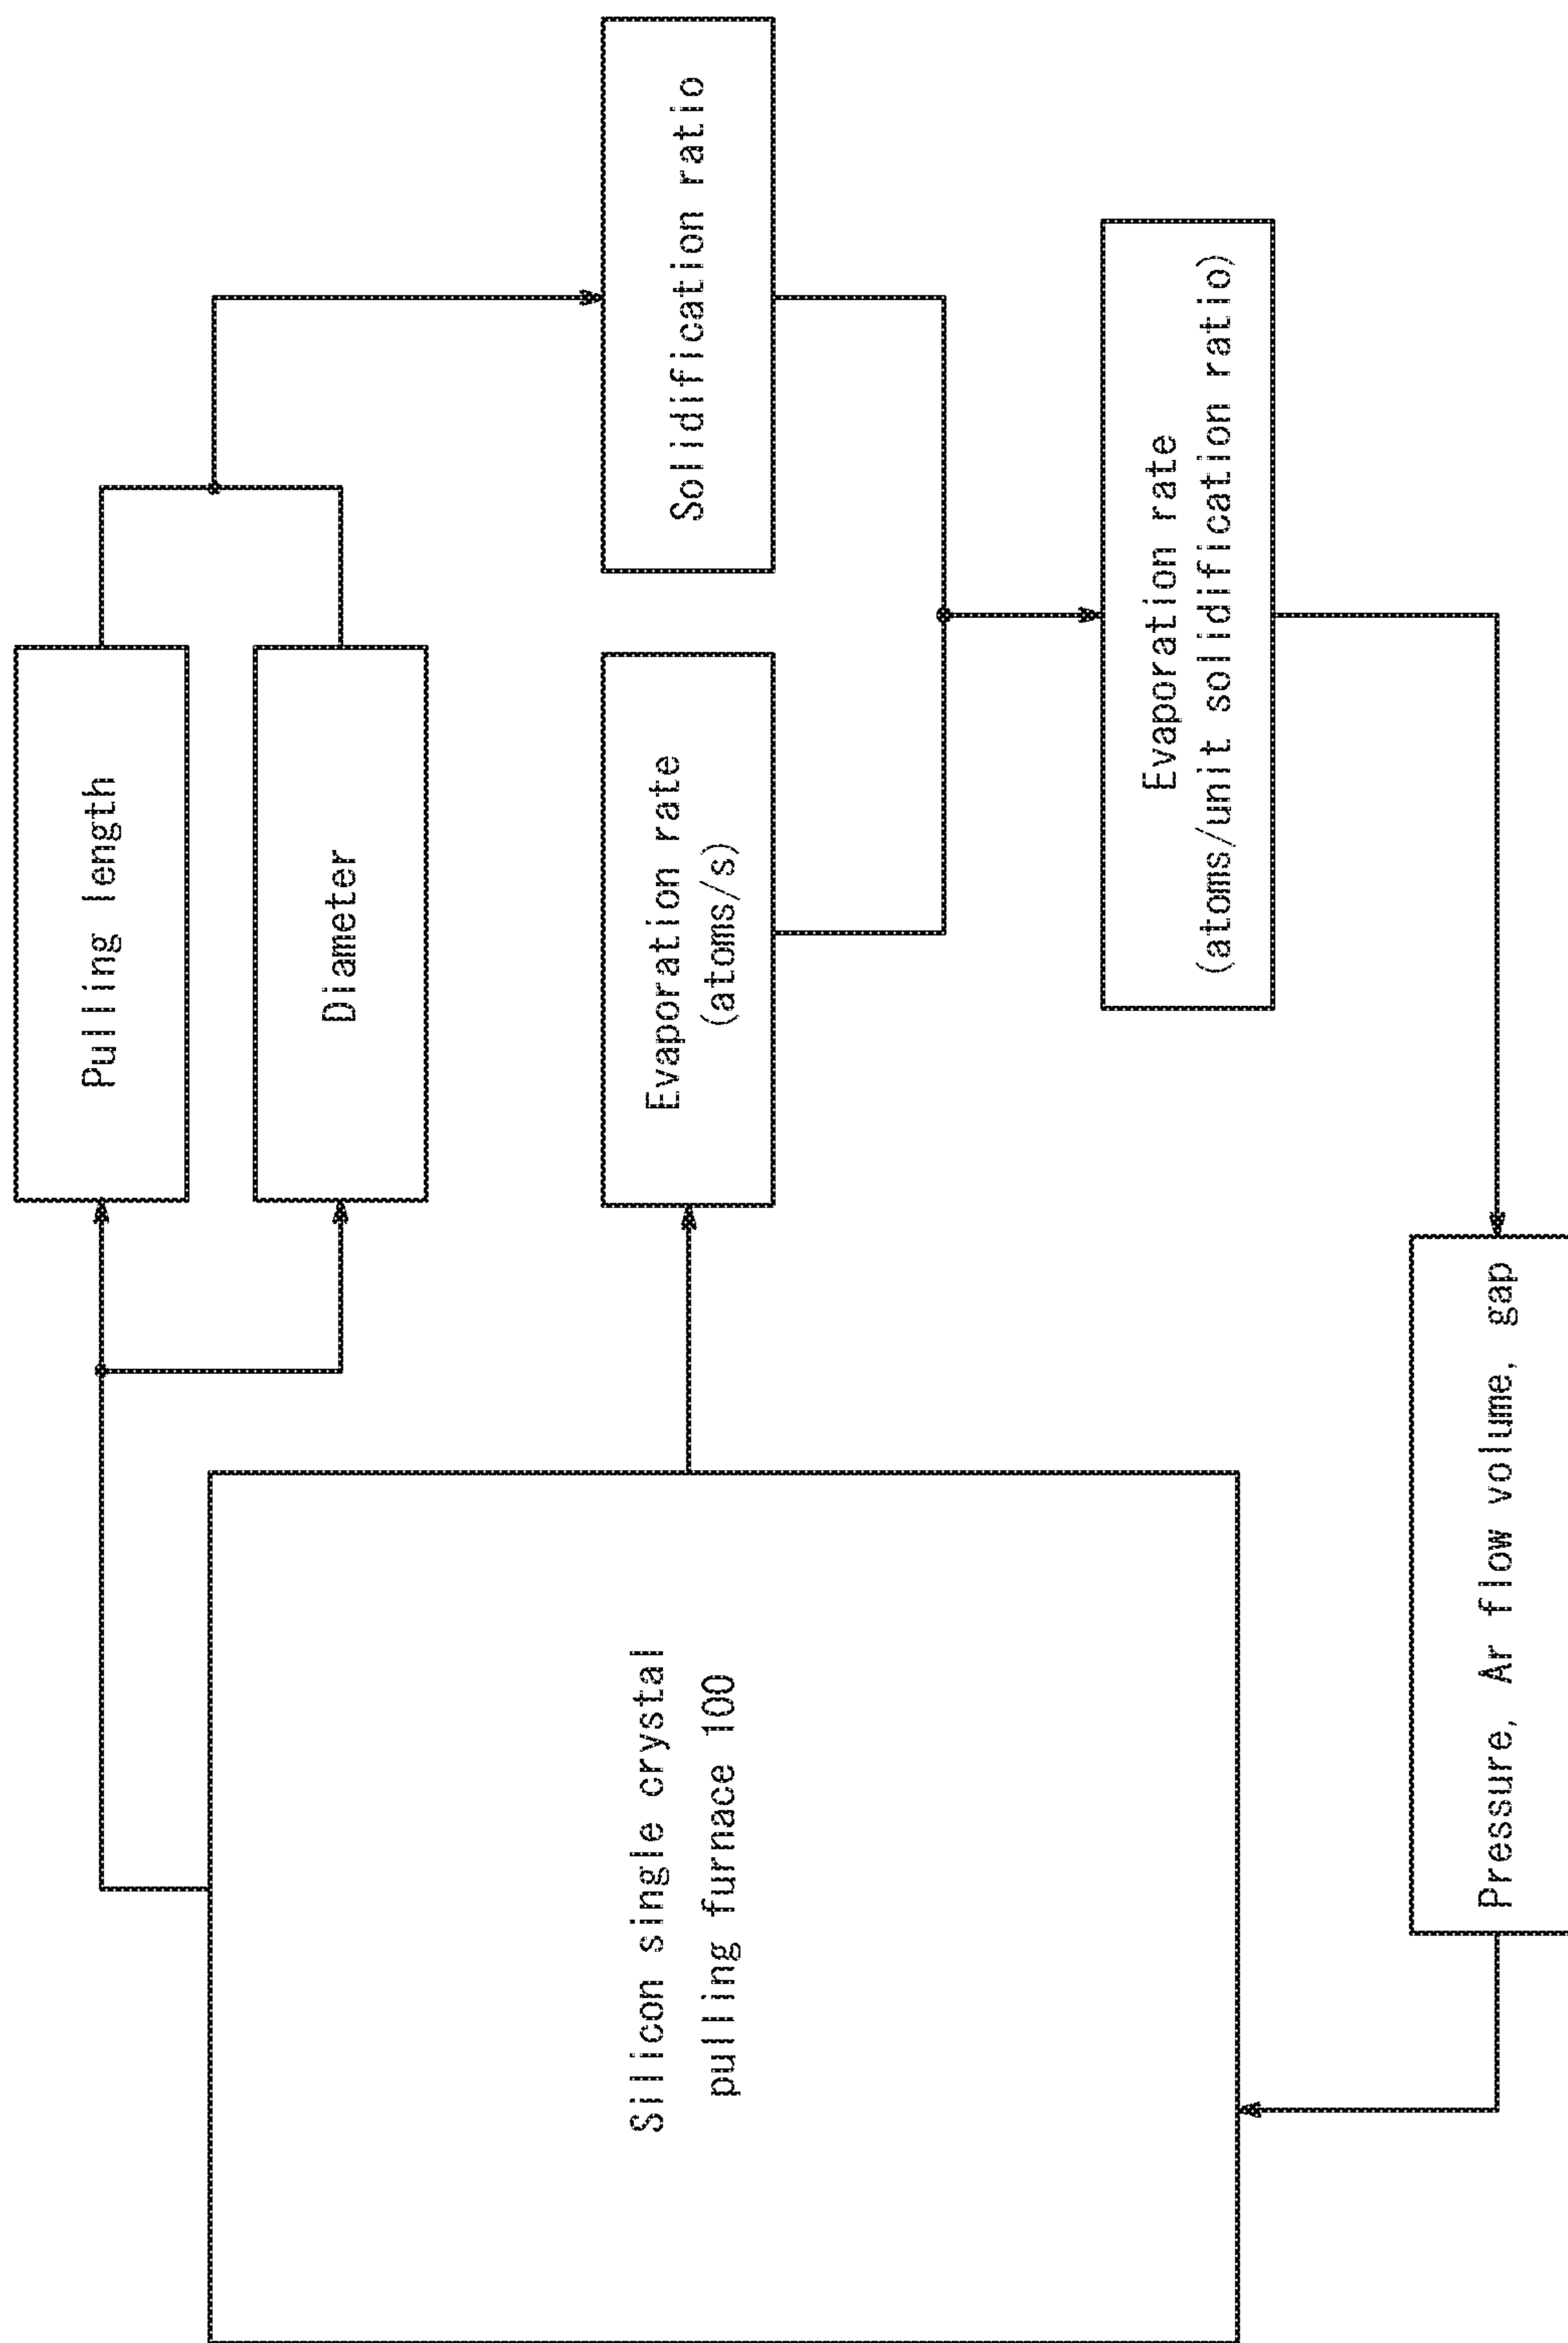 Pulling length
Diameter
Solidification ratio
Evaporation rate
(atoms/s)
Evaporation rate
(atoms/unit solidification ratio)
Silicon single crystal
pulling furnace 100
Pressure, Ar flow volume, gap